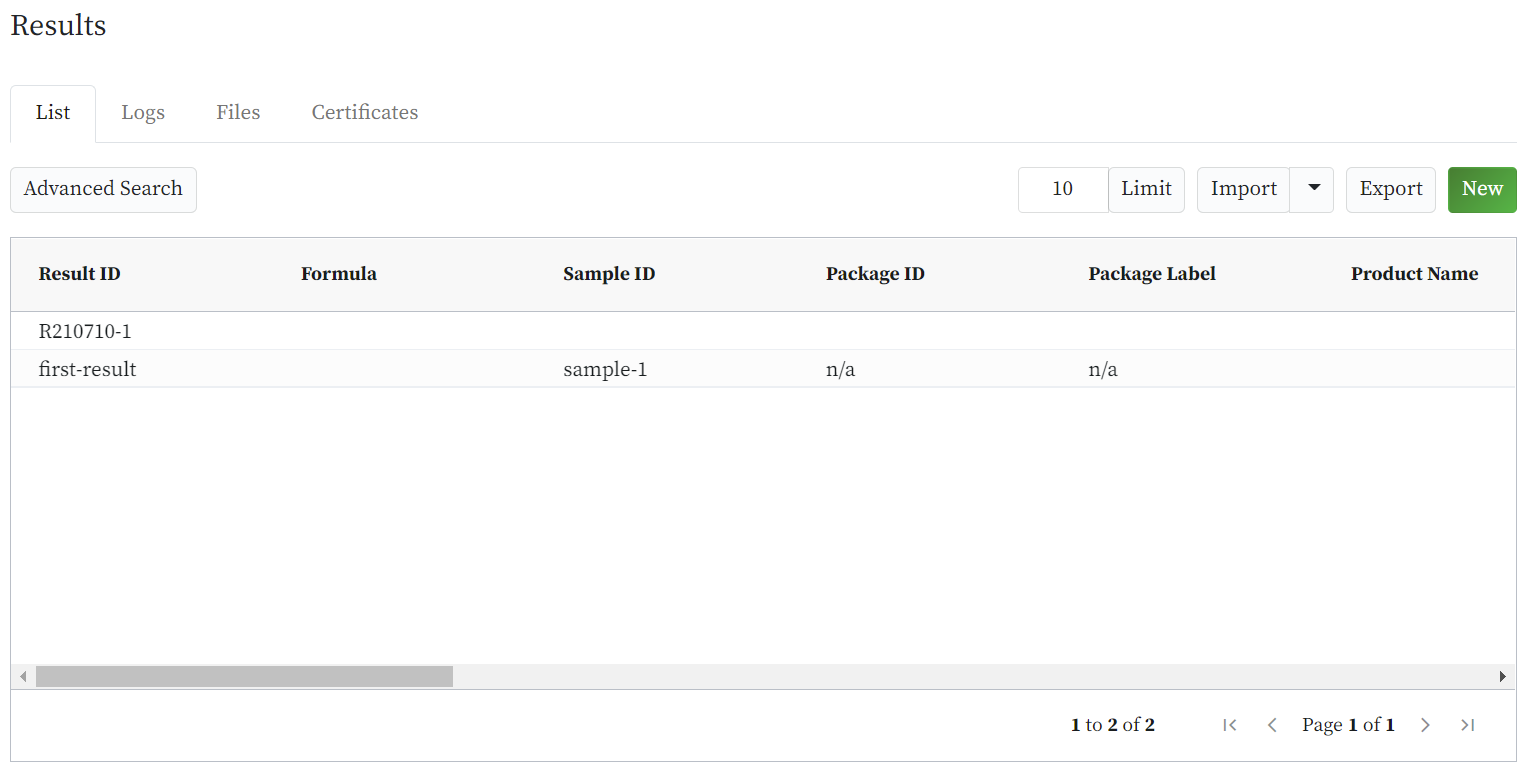 Results
List Logs Files Certificates
Advanced Search 10 Limit Import Export New
Result ID Formula Sample ID Package ID Package Label Product Name
R210710-1
first-result sample-1 n/a n/a
1 to 2 of 2 Page 1 of 1